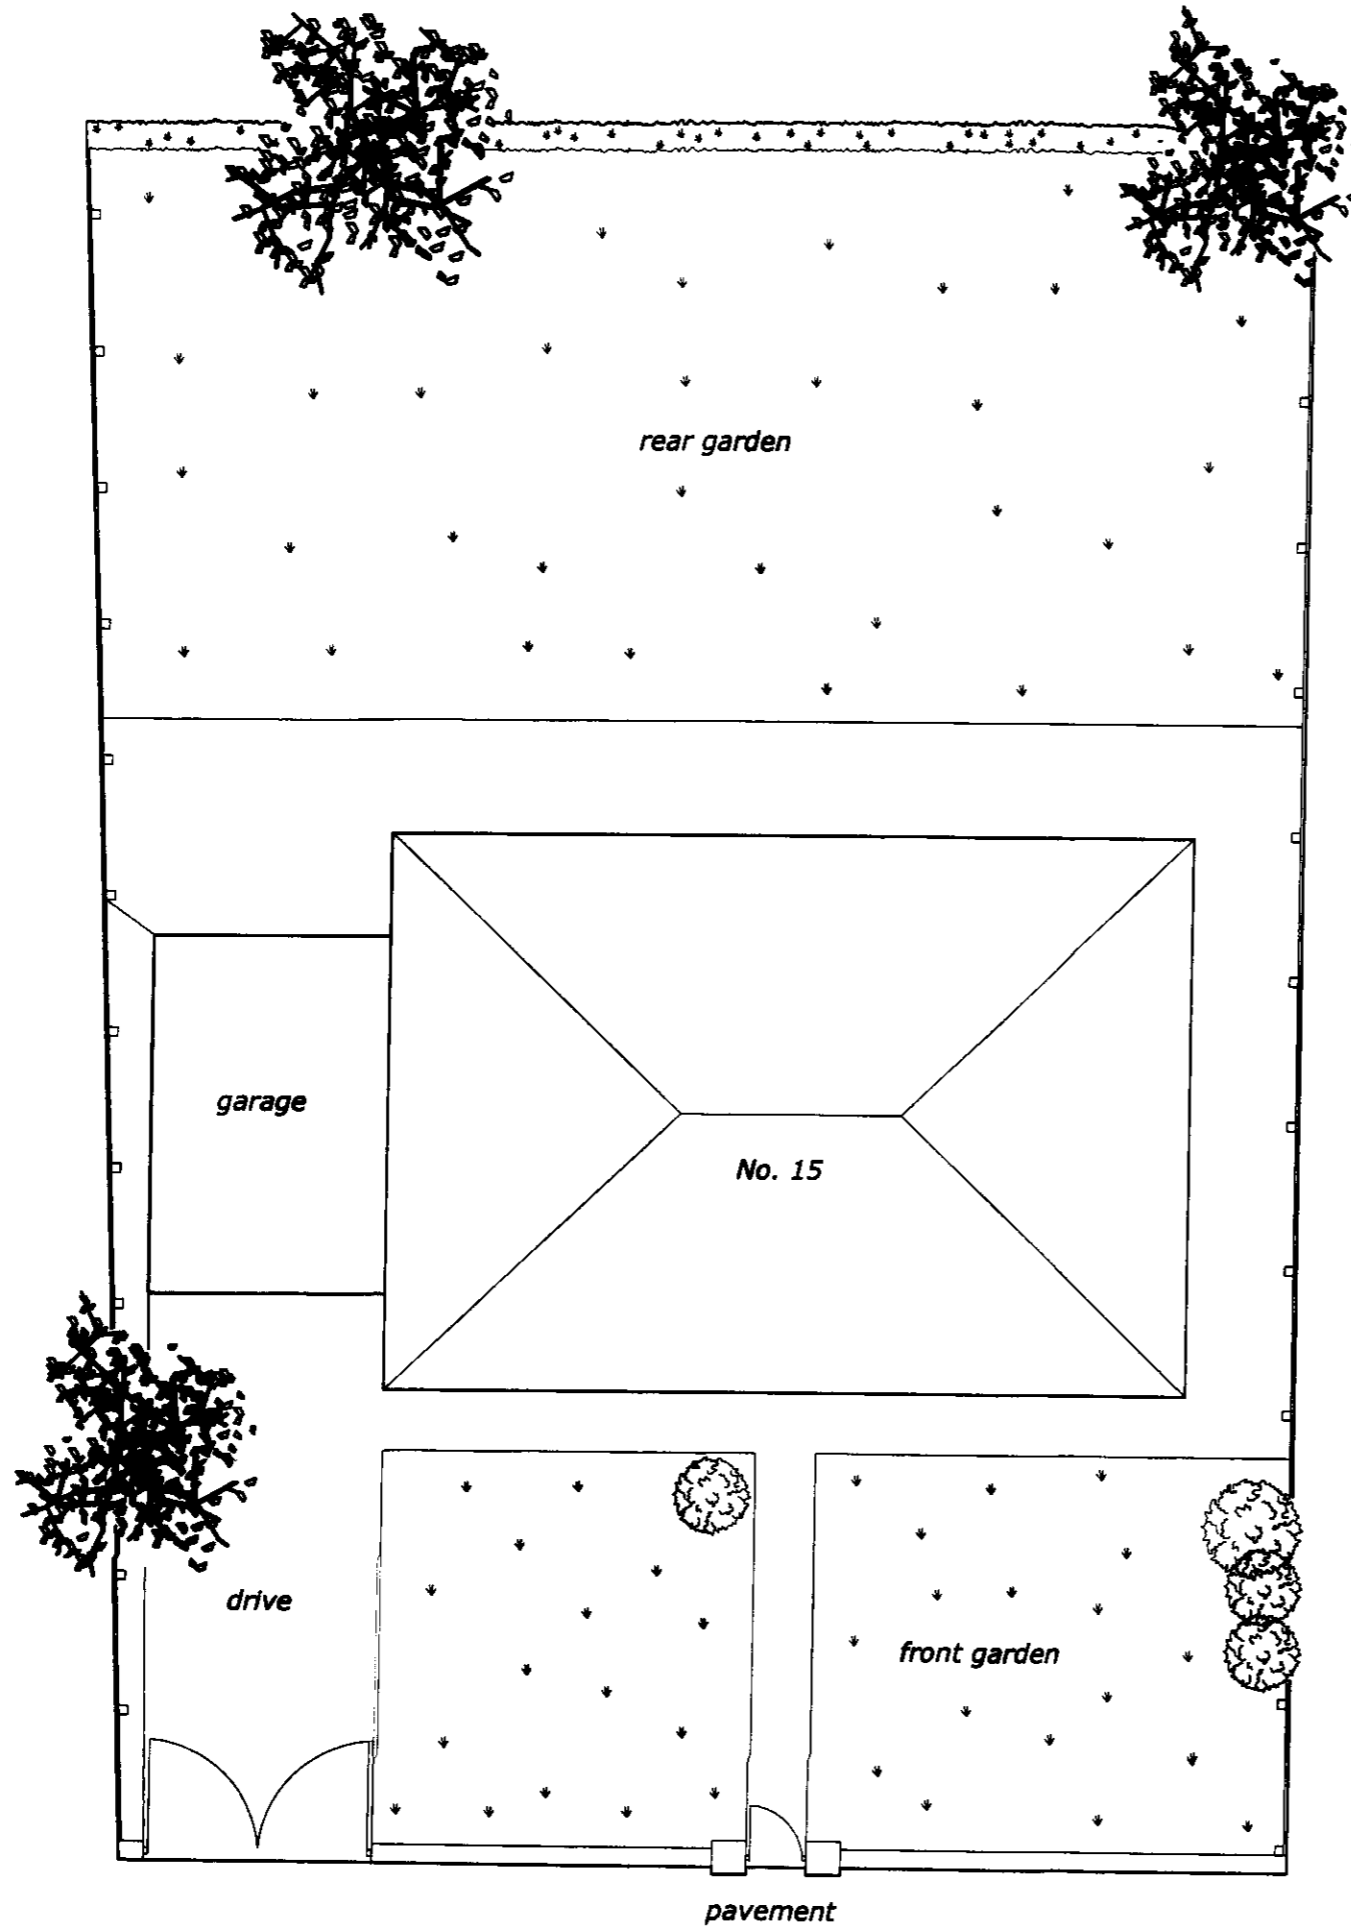 rear garden
garage
No. 15
drive
front garden
pavement